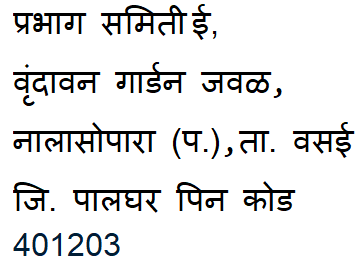 प्रभाग समिती ई,
वृंदावन गार्डन जवळ,
नालासोपारा (प.),ता. वसई
जि. पालघर पिन कोड
401203